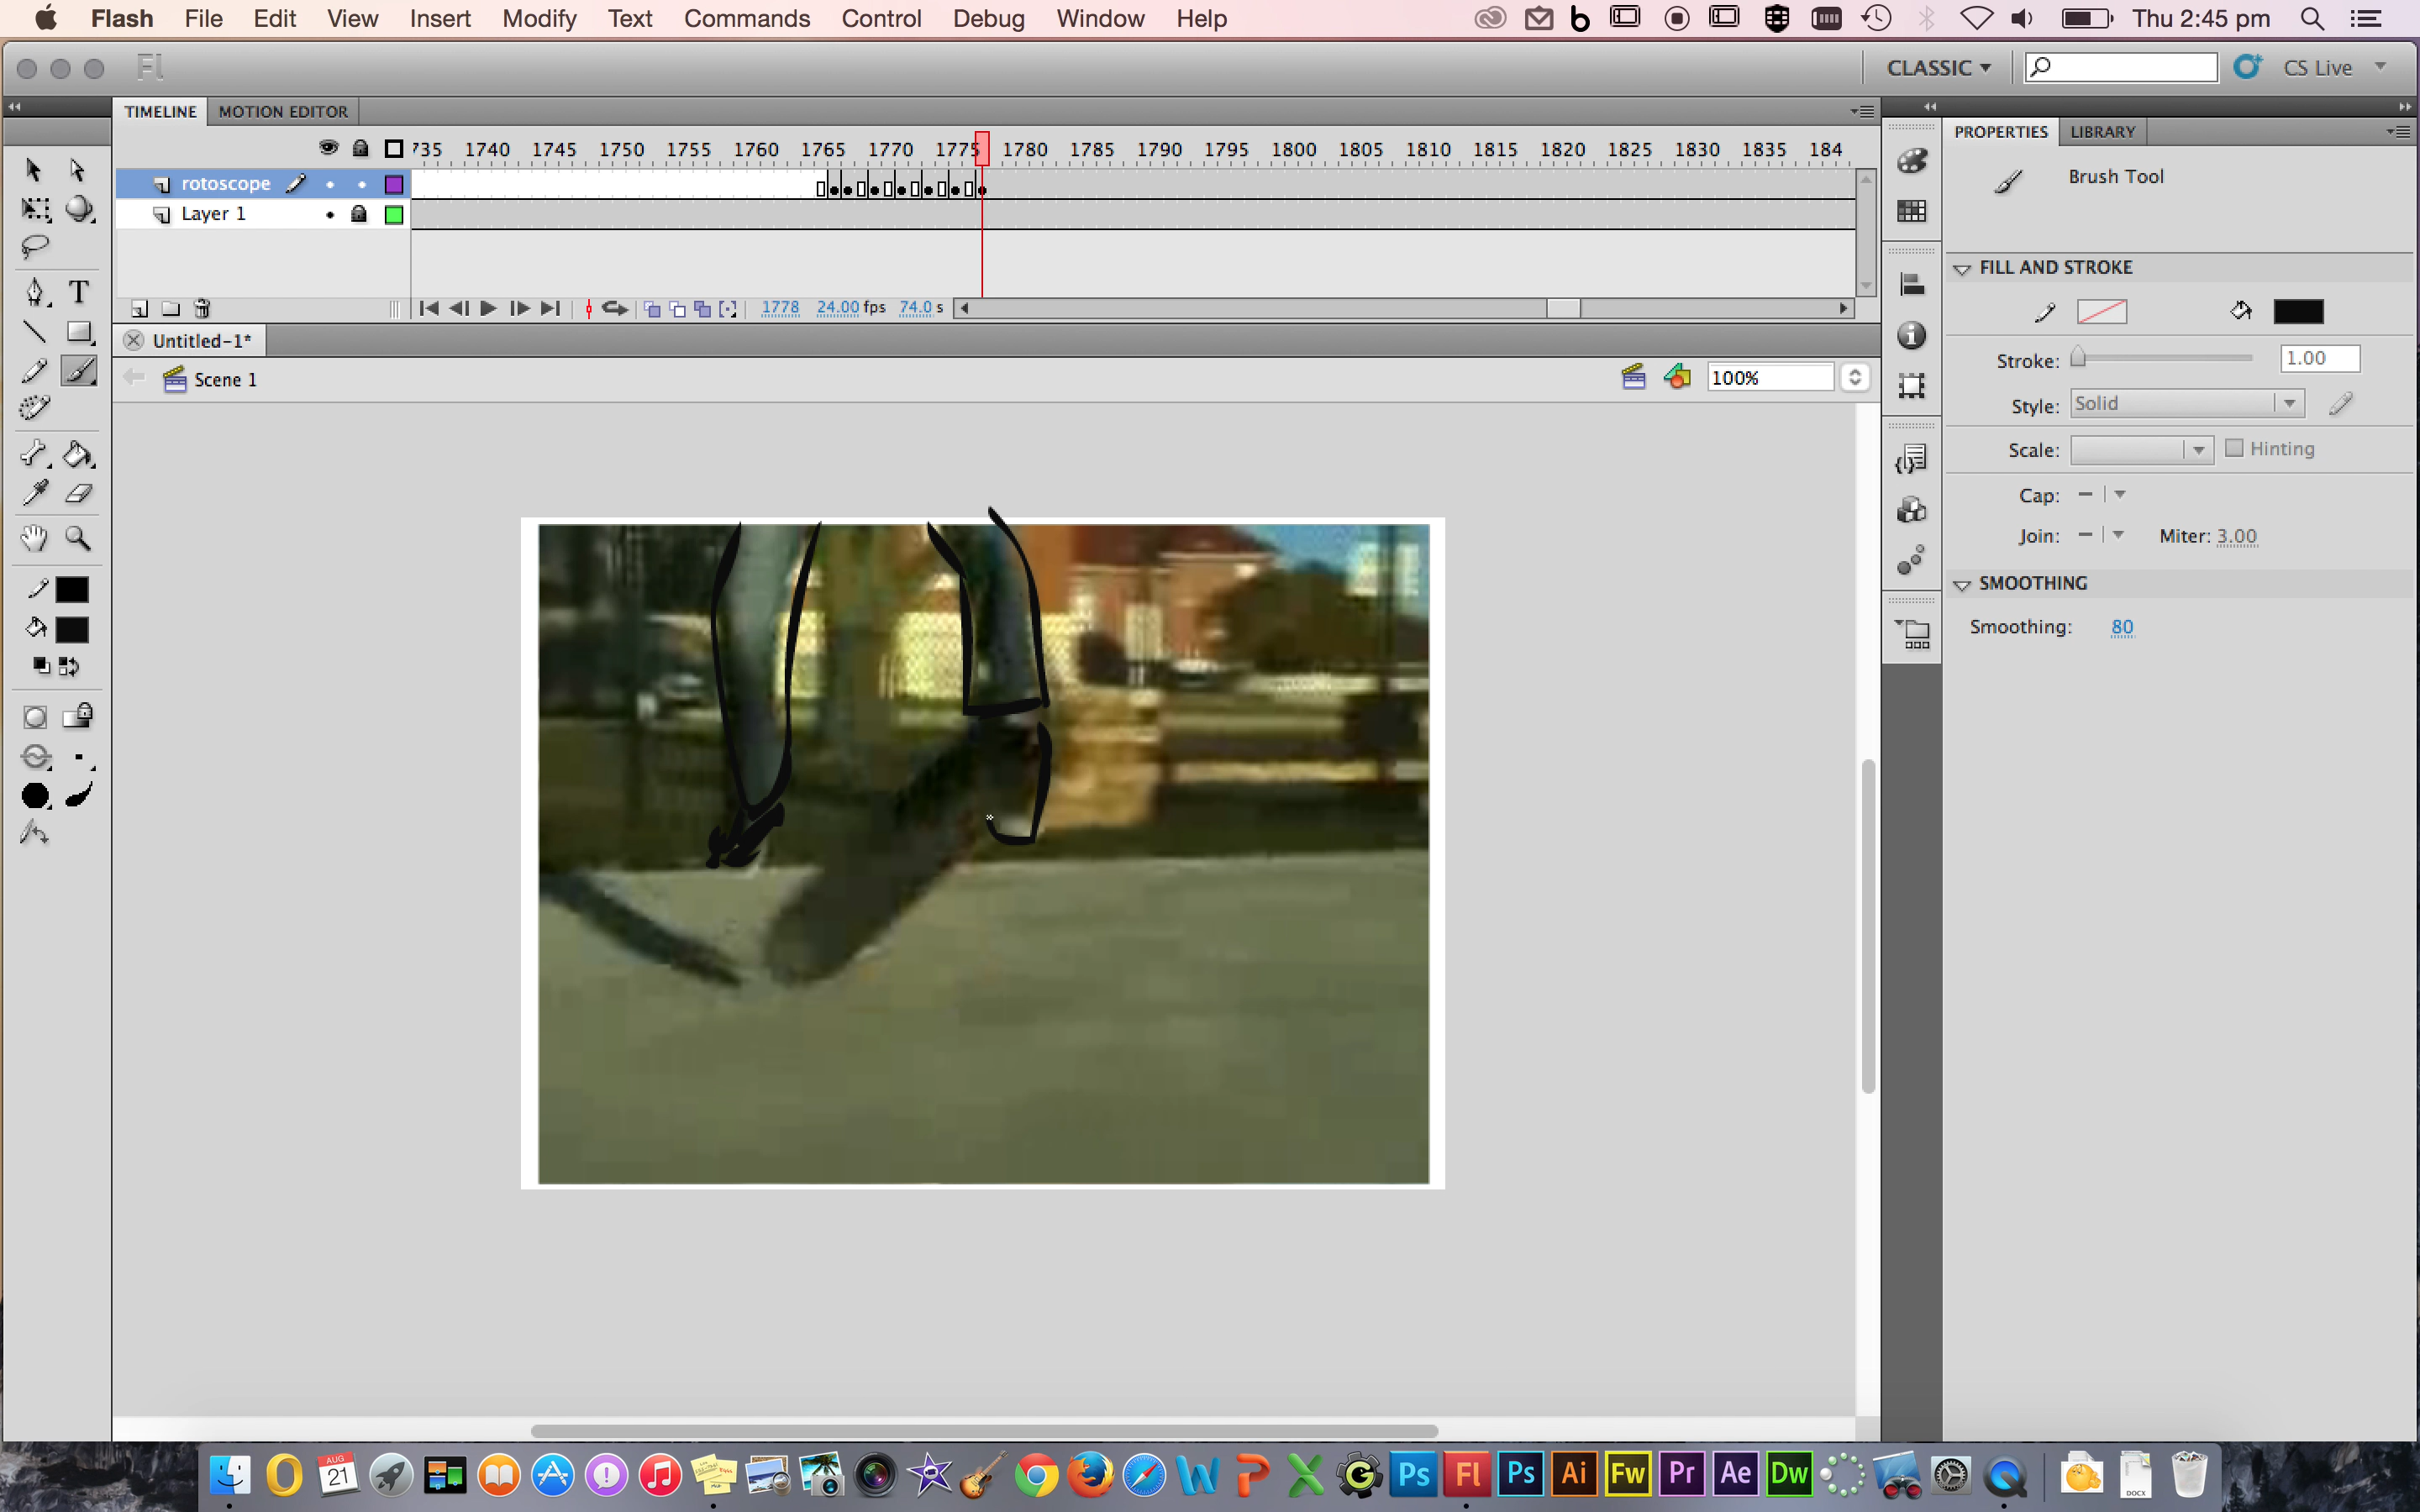 Flash File Edit View Insert Modify Text Commands Control Debug Window Help b Thu 2:45 pm
Fl CLASSIC CS Live
TIMELINE MOTION EDITOR
PROPERTIES LIBRARY
735 1740 1745 1750 1755 1760 1765 1770 1775 1780 1785 1790 1795 1800 1805 1810 1815 1820 1825 1830 1835 184
rotoscope
Brush Tool
Layer 1
T
FILL AND STROKE
1778 24.00 fps 74.0 s
Untitled-1*
Scene 1
100%
Stroke: 1.00
Style: Solid
Scale: Hinting
Cap:
Join: Miter: 3.00
SMOOTHING
Smoothing: 80
AUG
21
Ps Fl Ps Ai Fw Pr Ae Dw
DOCX